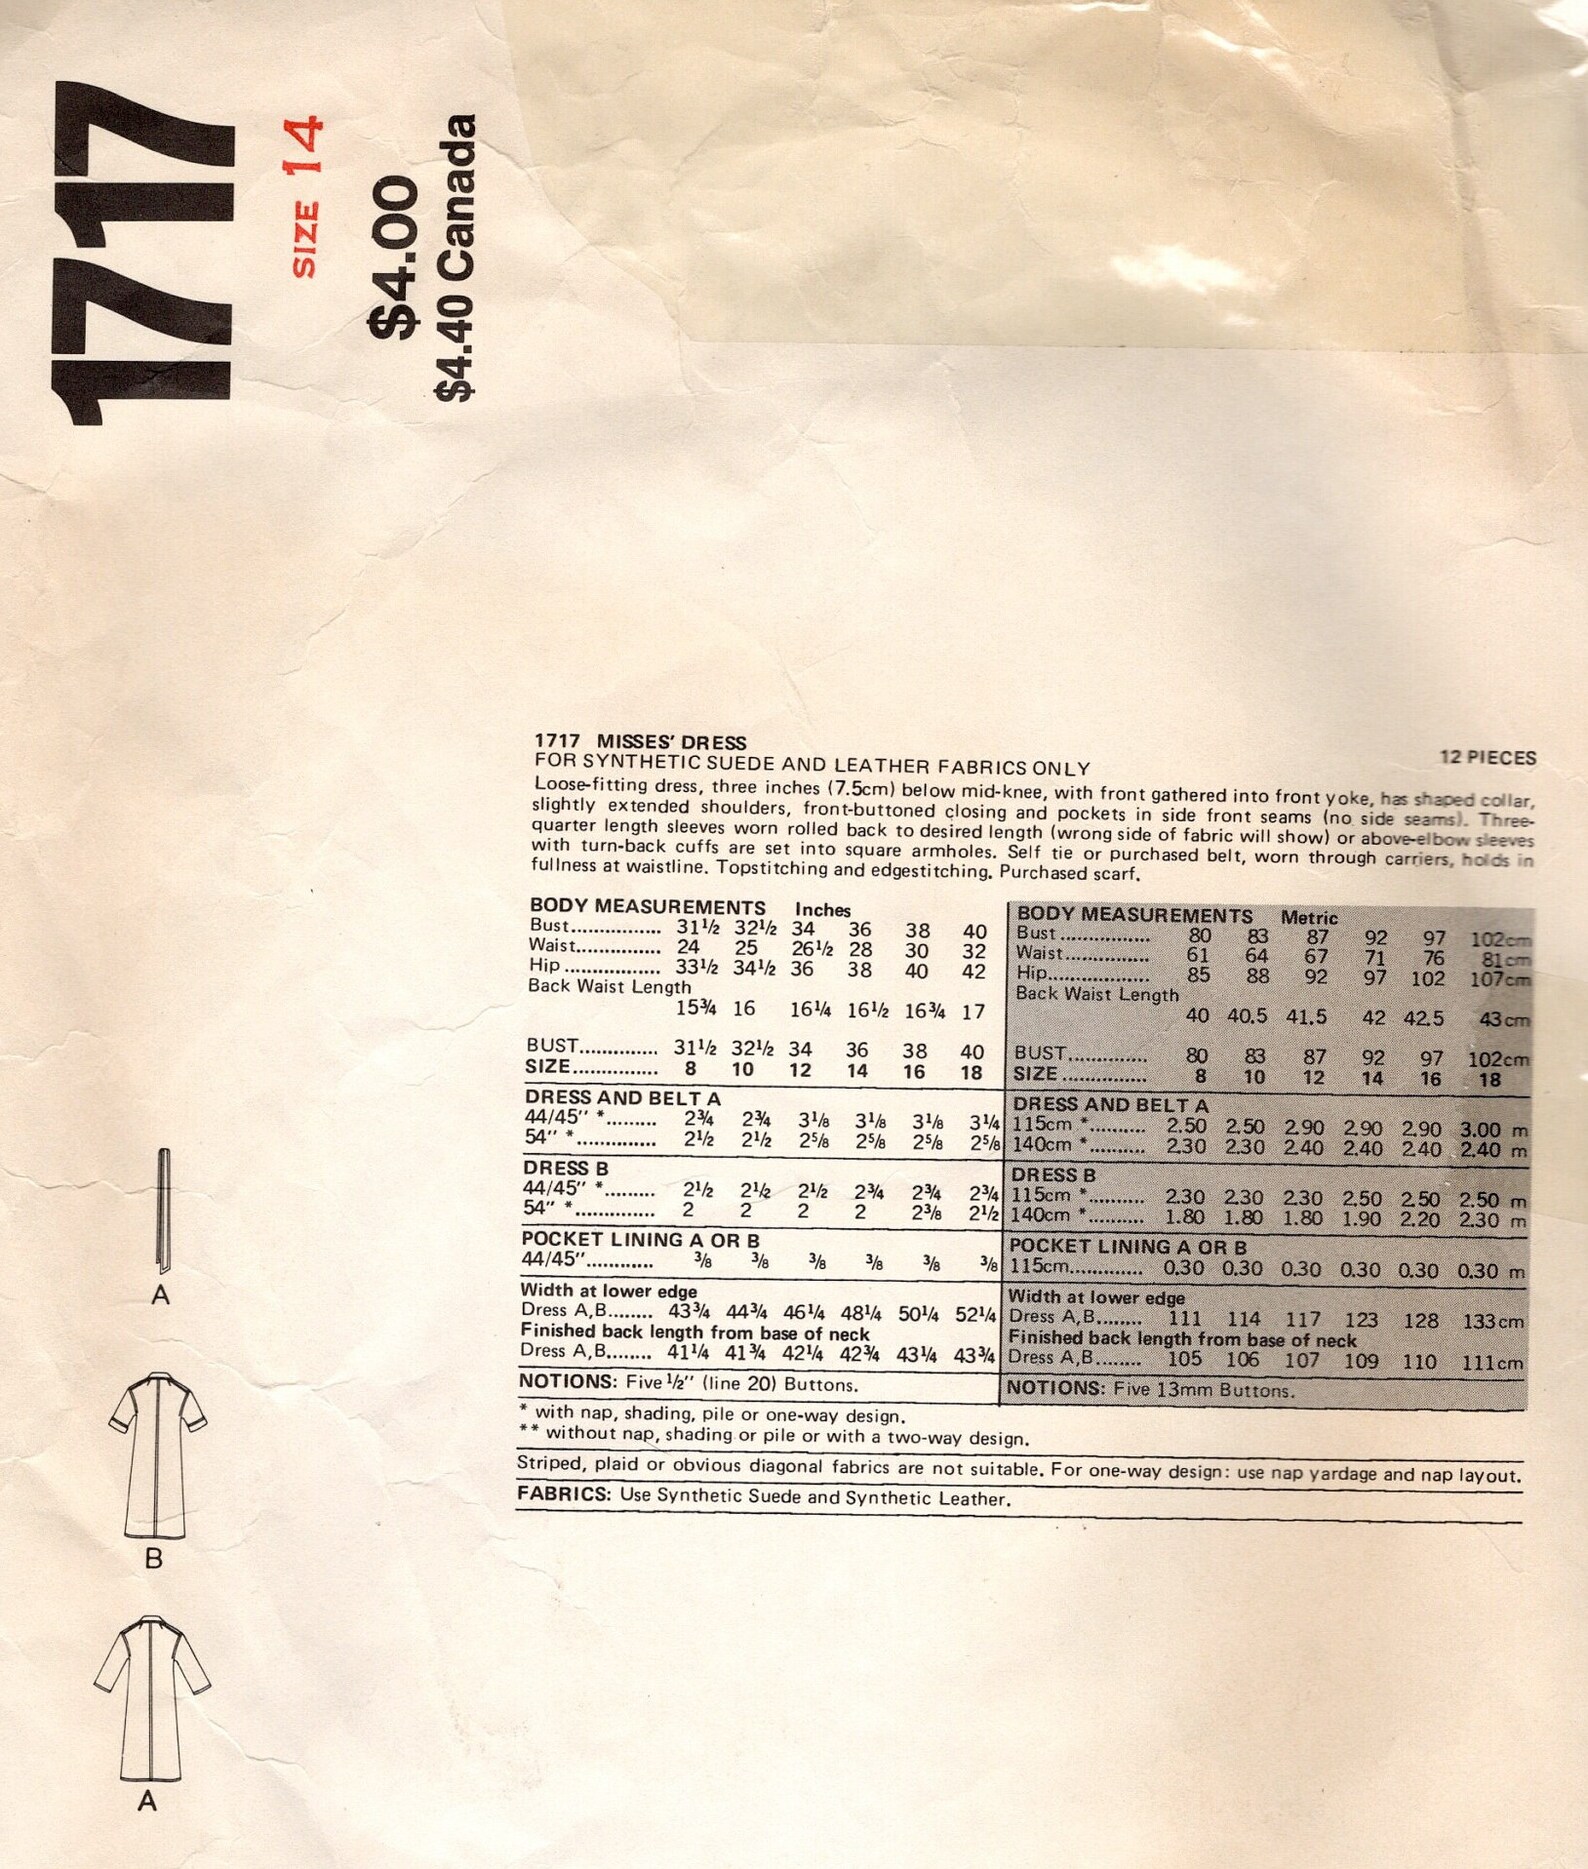 1717
SIZE 14
$4.00
$4.40 Canada
1717 MISSES' DRESS 12 PIECES
FOR SYNTHETIC SUEDE AND LEATHER FABRICS ONLY
Loose-fitting dress, three inches (7.5cm) below mid-knee, with front gathered into front yoke, has shaped collar,
slightly extended shoulders, front-buttoned closing and pockets in side front seams (no side seams). Three-
quarter length sleeves worn rolled back to desired length (wrong side of fabric will show) or above-elbow sleeves
with turn-back cuffs are set into square armholes. Self tie or purchased belt, worn through carriers, holds in
fullness at waistline. Topstitching and edgestitching. Purchased scarf.
BODY MEASUREMENTS Inches
Bust................ 31½ 32½ 34 36 38 40
Waist............... 24 25 26½ 28 30 32
Hip ................. 33½ 34½ 36 38 40 42
Back Waist Length
15¾ 16 16¼ 16½ 16¾ 17
BUST.............. 31½ 32½ 34 36 38 40
SIZE............... 8 10 12 14 16 18
DRESS AND BELT A
44/45" *......... 2¾ 2¾ 3⅛ 3⅛ 3⅛ 3¼
54" *.............. 2½ 2½ 2⅝ 2⅝ 2⅝ 2⅝
DRESS B
44/45" *......... 2½ 2½ 2½ 2¾ 2¾ 2¾
54" *.............. 2 2 2 2 2⅜ 2½
POCKET LINING A OR B
44/45"............ ⅜ ⅜ ⅜ ⅜ ⅜ ⅜
Width at lower edge
Dress A,B........ 43¾ 44¾ 46¼ 48¼ 50¼ 52¼
Finished back length from base of neck
Dress A,B........ 41¼ 41¾ 42¼ 42¾ 43¼ 43¾
NOTIONS: Five ½" (line 20) Buttons.
BODY MEASUREMENTS Metric
Bust ................ 80 83 87 92 97 102cm
Waist............... 61 64 67 71 76 81cm
Hip.................. 85 88 92 97 102 107cm
Back Waist Length
40 40.5 41.5 42 42.5 43cm
BUST.............. 80 83 87 92 97 102cm
SIZE ............... 8 10 12 14 16 18
DRESS AND BELT A
115cm *.......... 2.50 2.50 2.90 2.90 2.90 3.00 m
140cm *.......... 2.30 2.30 2.40 2.40 2.40 2.40 m
DRESS B
115cm *.......... 2.30 2.30 2.30 2.50 2.50 2.50 m
140cm *.......... 1.80 1.80 1.80 1.90 2.20 2.30 m
POCKET LINING A OR B
115cm............. 0.30 0.30 0.30 0.30 0.30 0.30 m
Width at lower edge
Dress A,B........ 111 114 117 123 128 133cm
Finished back length from base of neck
Dress A,B........ 105 106 107 109 110 111cm
NOTIONS: Five 13mm Buttons.
* with nap, shading, pile or one-way design.
** without nap, shading or pile or with a two-way design.
Striped, plaid or obvious diagonal fabrics are not suitable. For one-way design: use nap yardage and nap layout.
FABRICS: Use Synthetic Suede and Synthetic Leather.
A
B
A